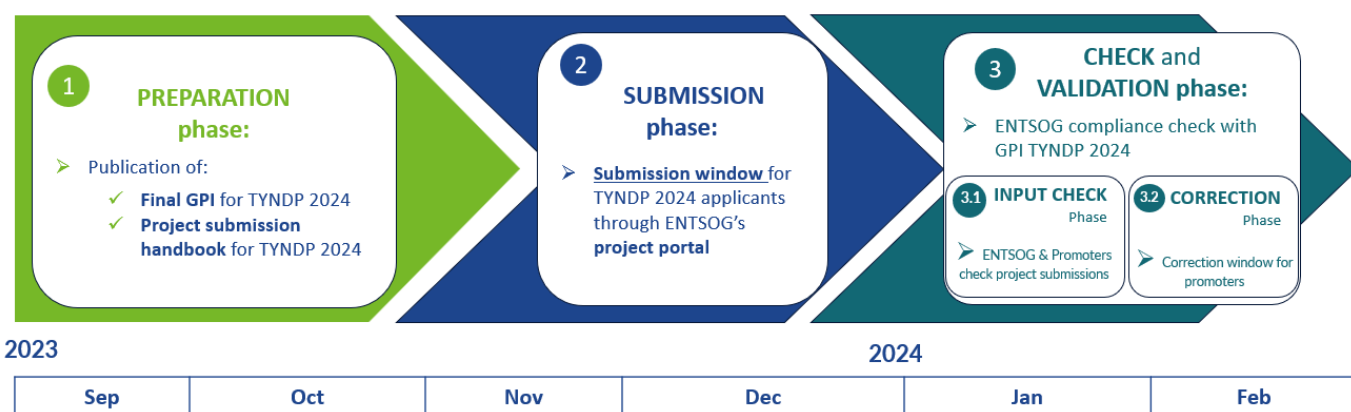 1
PREPARATION
phase:
➢ Publication of:
✓ Final GPI for TYNDP 2024
✓ Project submission
handbook for TYNDP 2024
2
SUBMISSION
phase:
➢ Submission window for
TYNDP 2024 applicants
through ENTSOG’s
project portal
3
CHECK and
VALIDATION phase:
➢ ENTSOG compliance check with
GPI TYNDP 2024
3.1 INPUT CHECK
Phase
➢ ENTSOG & Promoters
check project submissions
3.2 CORRECTION
Phase
➢ Correction window for
promoters
2023
2024
Sep Oct Nov Dec Jan Feb